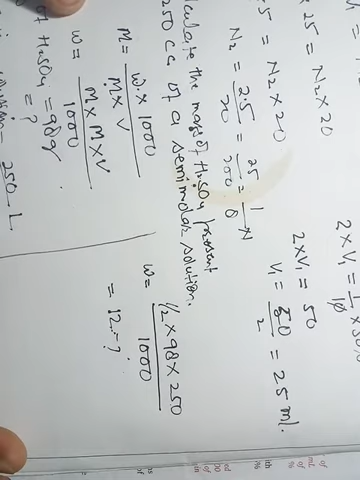 × 25 = N₂ × 20
× 5 = N₂ × 20
N₂ = 2.5/20 = 25/200 = 1/8 N
2 × V₁ = 1/10 × 500
2 × V₁ = 50
V₁ = 50/2 = 25 ml.
calculate the mass of H₂SO₄ present
250 cc of a semimolar solution.
M = w × 1000 / M × V
w = M × M × V / 1000
of H₂SO₄ = 98g
= ?
250 L
w = 1/2 × 98 × 250 / 1000
= 12.-?